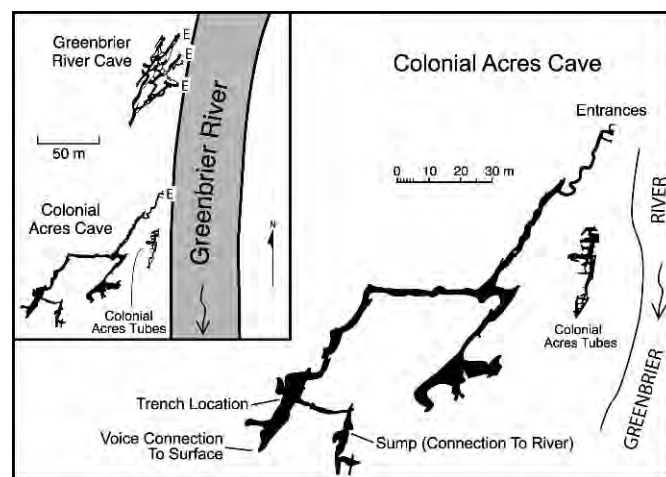 Greenbrier
River Cave
E
E
E
50 m
Greenbrier River
E
Colonial
Acres Cave
N
Colonial
Acres Tubes
Colonial Acres Cave
Entrances
0 10 20 30 m
RIVER
Colonial
Acres Tubes
GREENBRIER
Trench Location
Voice Connection
To Surface
Sump (Connection To River)